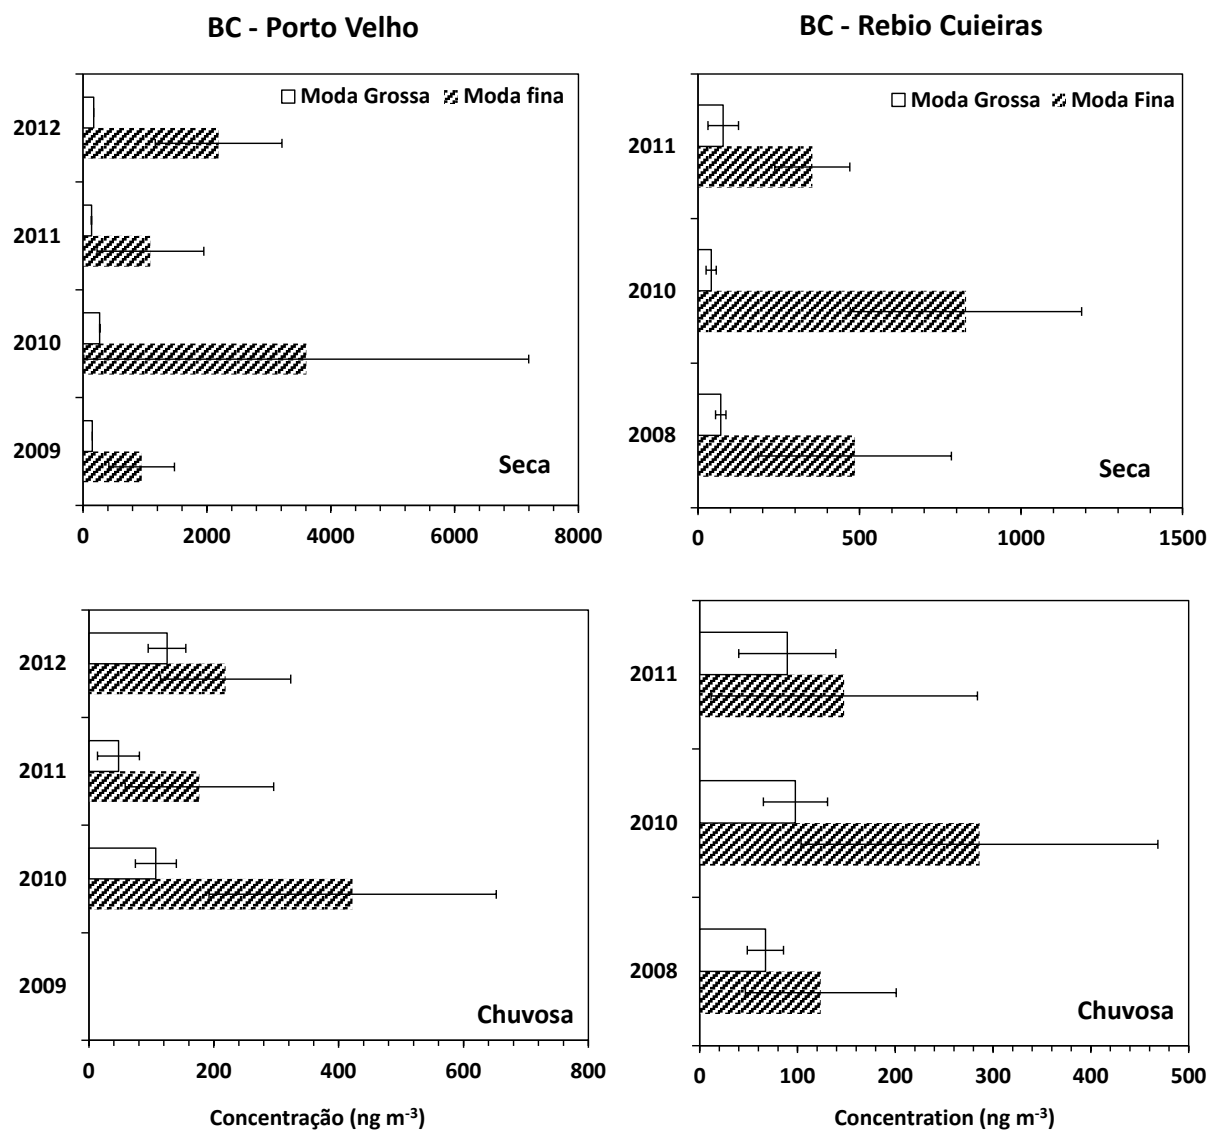 BC - Porto Velho
Moda Grossa Moda fina
2012
2011
2010
2009
Seca
0 2000 4000 6000 8000
BC - Rebio Cuieiras
Moda Grossa Moda Fina
2011
2010
2008
Seca
0 500 1000 1500
2012
2011
2010
2009
Chuvosa
0 200 400 600 800
Concentração (ng m⁻³)
2011
2010
2008
Chuvosa
0 100 200 300 400 500
Concentration (ng m⁻³)